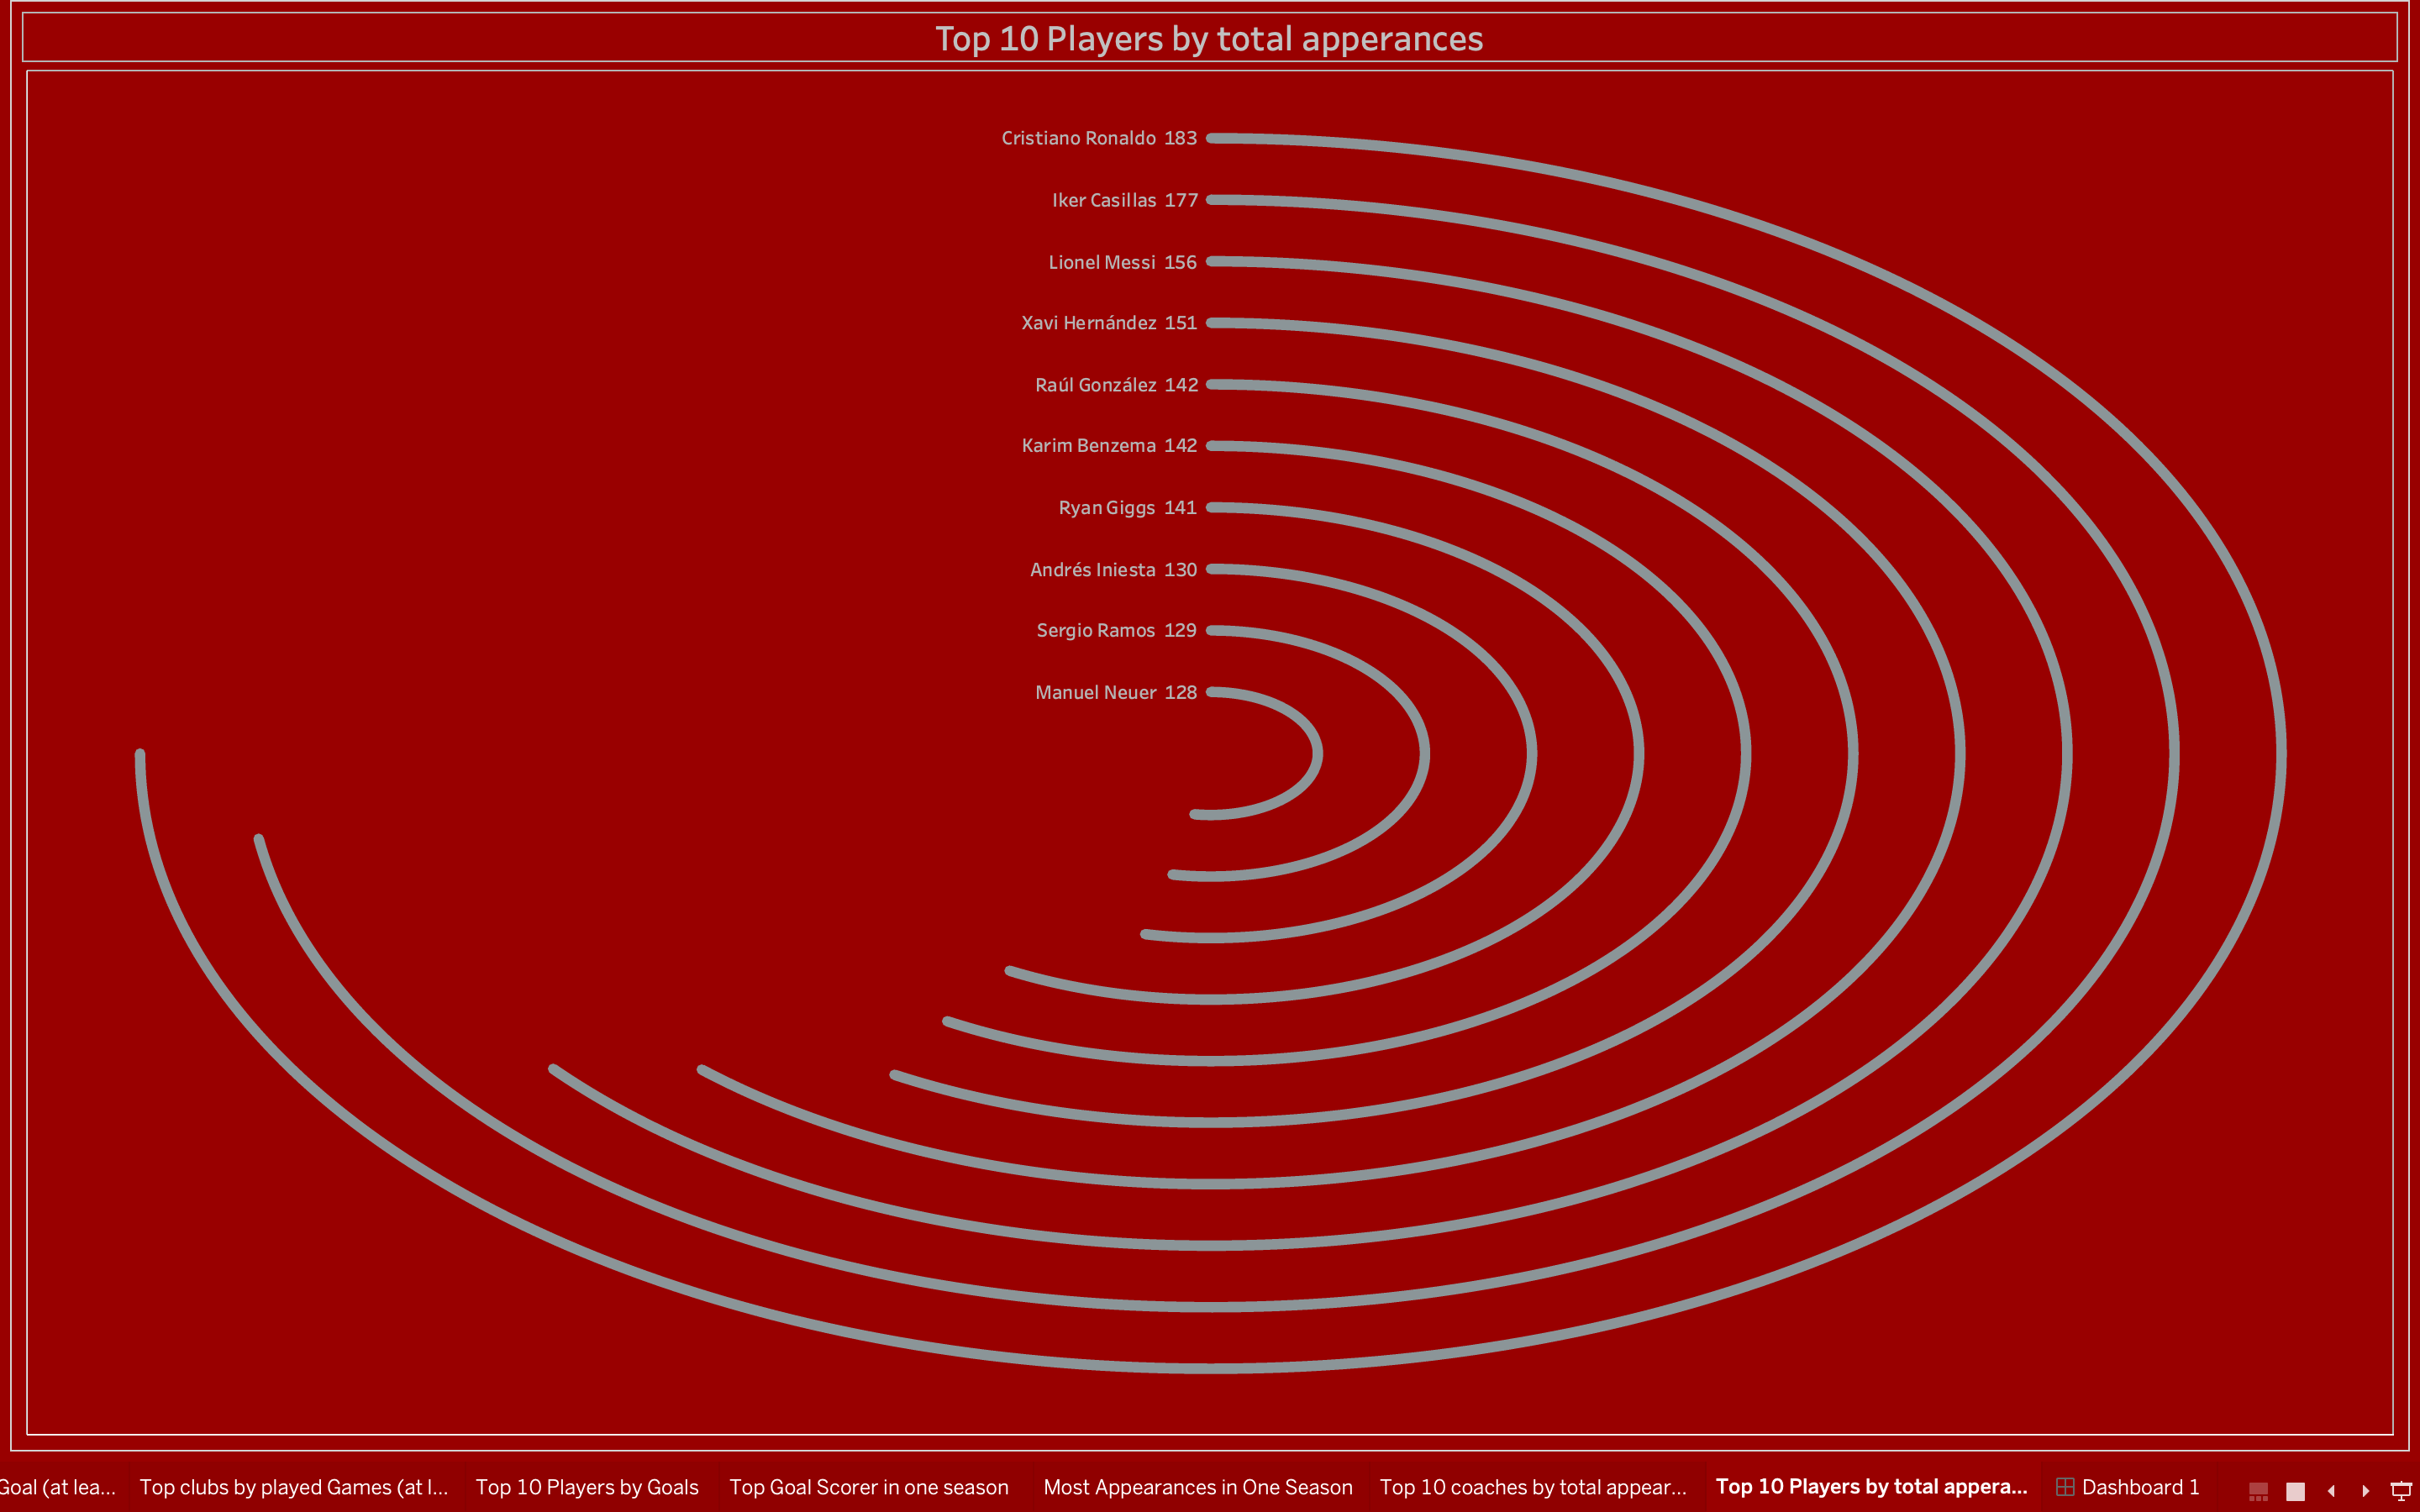 Top 10 Players by total apperances
Cristiano Ronaldo 183
Iker Casillas 177
Lionel Messi 156
Xavi Hernández 151
Raúl González 142
Karim Benzema 142
Ryan Giggs 141
Andrés Iniesta 130
Sergio Ramos 129
Manuel Neuer 128
Goal (at lea... Top clubs by played Games (at l... Top 10 Players by Goals Top Goal Scorer in one season Most Appearances in One Season Top 10 coaches by total appear... Top 10 Players by total appera... Dashboard 1